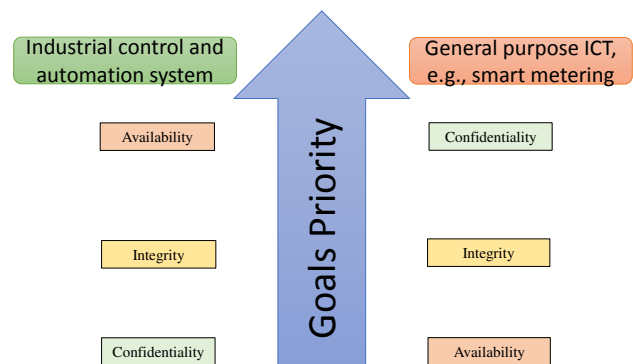 Industrial control and
automation system
General purpose ICT,
e.g., smart metering
Goals Priority
Availability
Confidentiality
Integrity
Integrity
Confidentiality
Availability